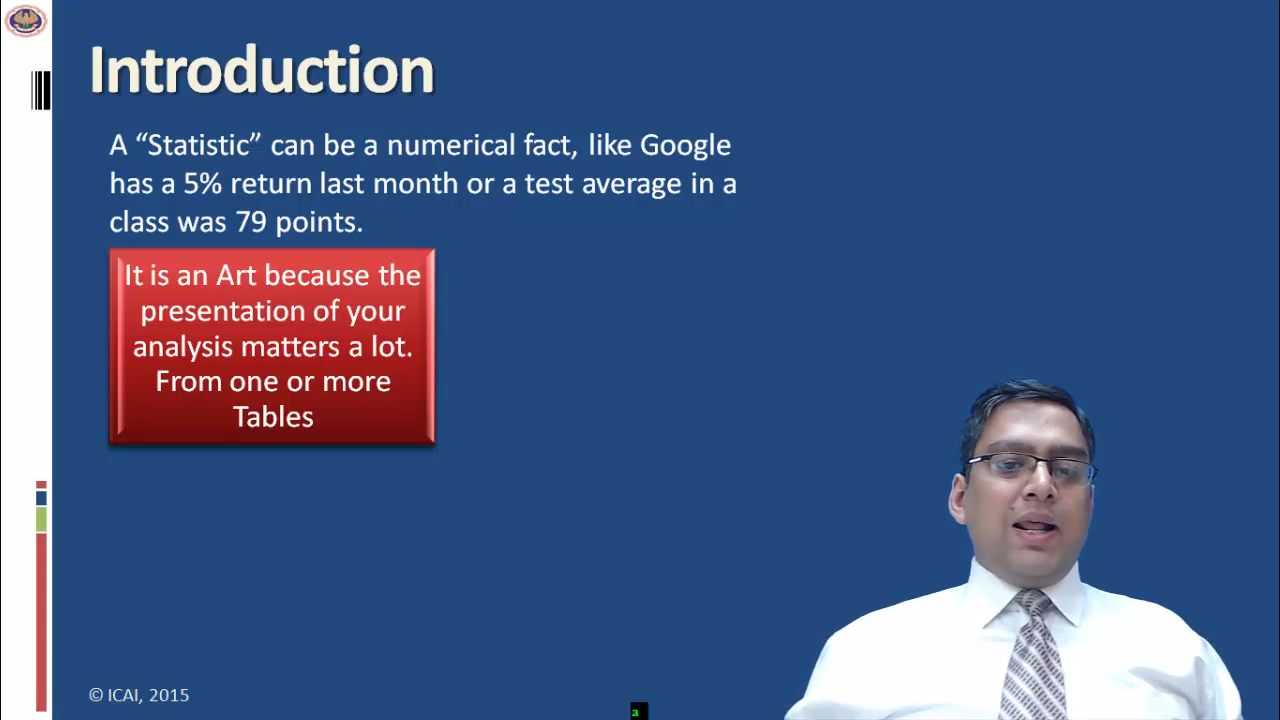 Introduction
A “Statistic” can be a numerical fact, like Google
has a 5% return last month or a test average in a
class was 79 points.
It is an Art because the
presentation of your
analysis matters a lot.
From one or more
Tables
© ICAI, 2015
a